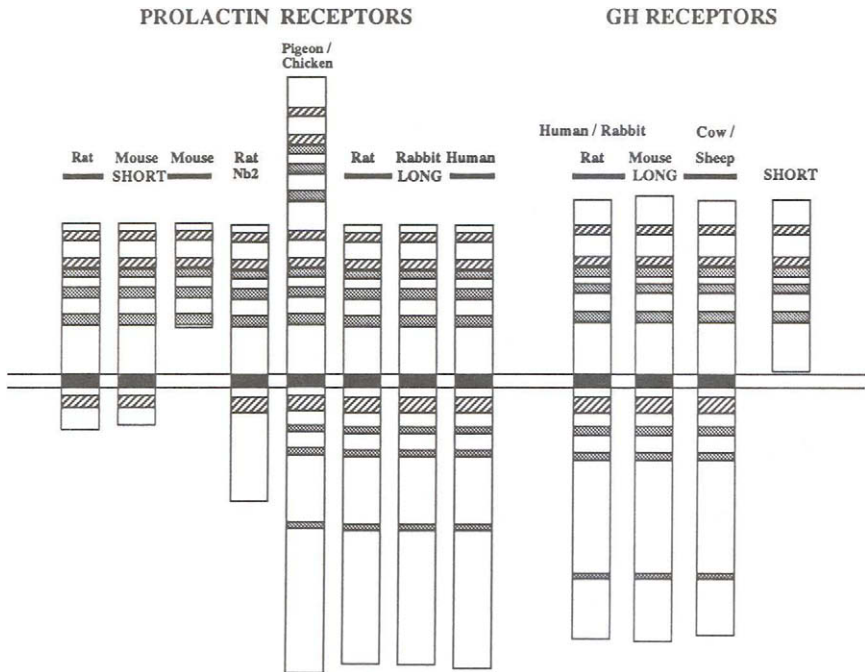 PROLACTIN RECEPTORS
GH RECEPTORS
Pigeon /
Chicken
Rat
Mouse
Mouse
SHORT
Rat
Nb2
Rat
Rabbit
Human
LONG
Human / Rabbit
Rat
Mouse
LONG
Cow /
Sheep
SHORT